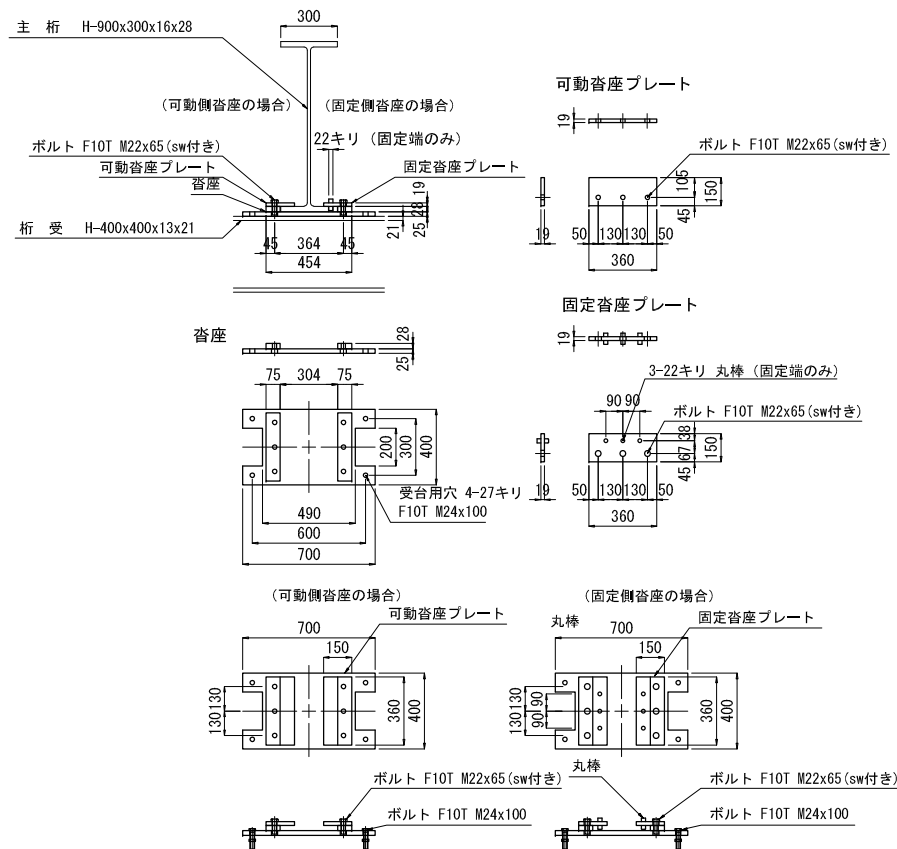 主 桁 H-900x300x16x28
300
(可動側沓座の場合)
(固定側沓座の場合)
22キリ (固定端のみ)
ボルト F10T M22x65(sw付き)
可動沓座プレート
沓座
固定沓座プレート
19
28
25
21
桁 受 H-400x400x13x21
45
364
45
454
可動沓座プレート
19
ボルト F10T M22x65(sw付き)
105
45
150
19
50
130
130
50
360
沓座
28
25
75
304
75
200
300
400
受台用穴 4-27キリ
F10T M24x100
490
600
700
固定沓座プレート
19
3-22キリ 丸棒 (固定端のみ)
90
90
ボルト F10T M22x65(sw付き)
38
67
45
150
19
50
130
130
50
360
(可動側沓座の場合)
可動沓座プレート
700
150
130
130
360
400
(固定側沓座の場合)
丸棒
固定沓座プレート
700
150
130
130
90
90
360
400
ボルト F10T M22x65(sw付き)
ボルト F10T M24x100
丸棒
ボルト F10T M22x65(sw付き)
ボルト F10T M24x100